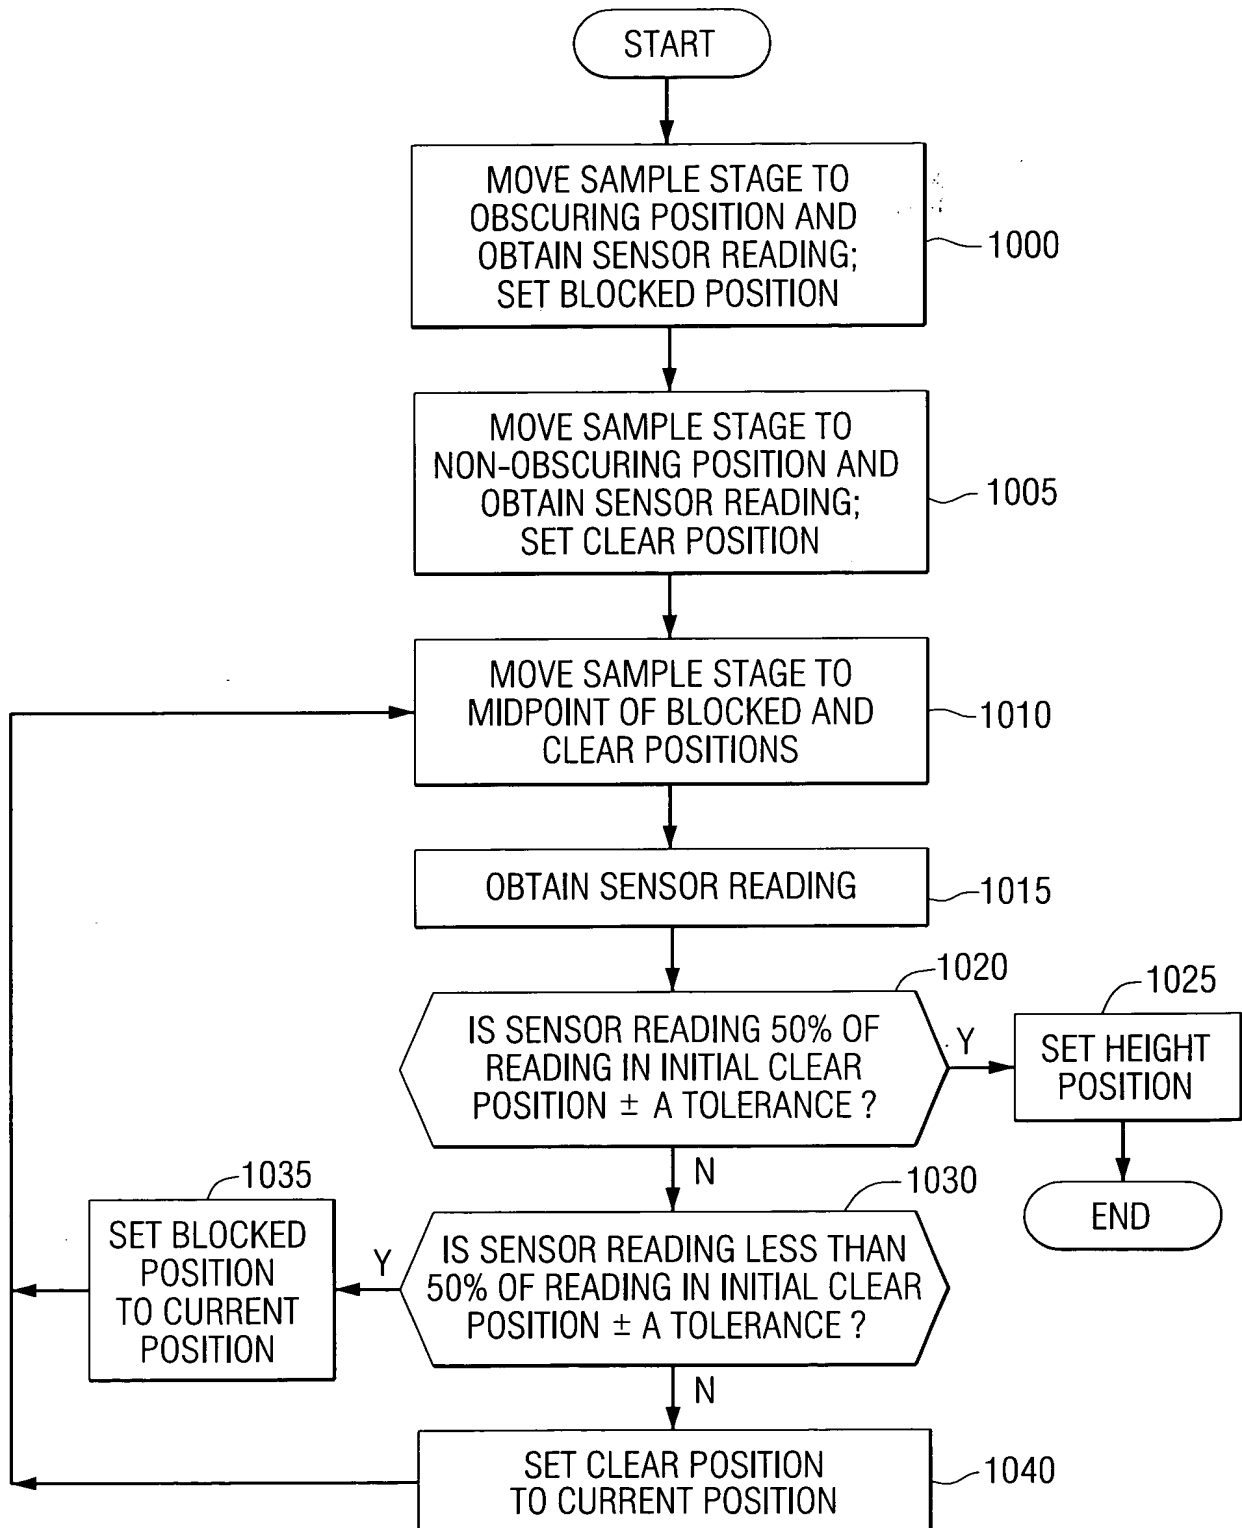 START
MOVE SAMPLE STAGE TO
OBSCURING POSITION AND
OBTAIN SENSOR READING;
SET BLOCKED POSITION
1000
MOVE SAMPLE STAGE TO
NON-OBSCURING POSITION AND
OBTAIN SENSOR READING;
SET CLEAR POSITION
1005
MOVE SAMPLE STAGE TO
MIDPOINT OF BLOCKED AND
CLEAR POSITIONS
1010
OBTAIN SENSOR READING
1015
1020
IS SENSOR READING 50% OF
READING IN INITIAL CLEAR
POSITION ± A TOLERANCE ?
Y
1025
SET HEIGHT
POSITION
END
N
1030
IS SENSOR READING LESS THAN
50% OF READING IN INITIAL CLEAR
POSITION ± A TOLERANCE ?
Y
1035
SET BLOCKED
POSITION
TO CURRENT
POSITION
N
SET CLEAR POSITION
TO CURRENT POSITION
1040